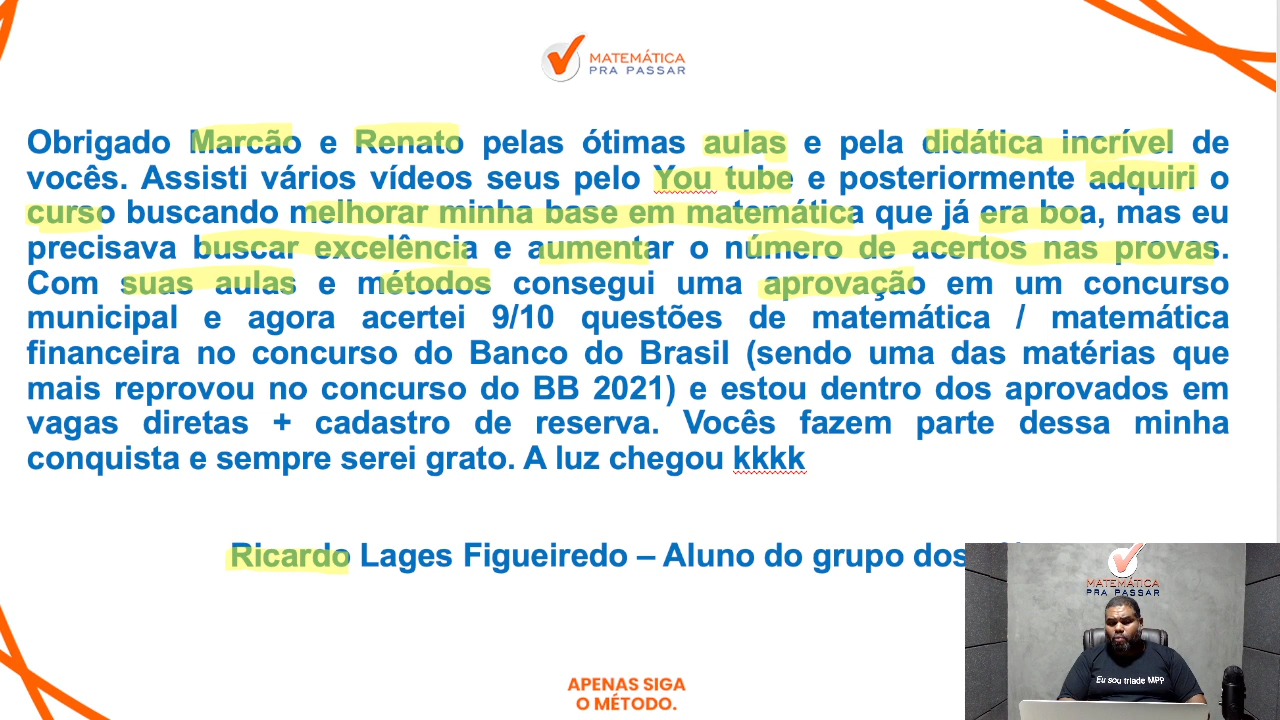 MATEMÁTICA
PRA PASSAR
Obrigado Marcão e Renato pelas ótimas aulas e pela didática incrível de
vocês. Assisti vários vídeos seus pelo You tube e posteriormente adquiri o
curso buscando melhorar minha base em matemática que já era boa, mas eu
precisava buscar excelência e aumentar o número de acertos nas provas.
Com suas aulas e métodos consegui uma aprovação em um concurso
municipal e agora acertei 9/10 questões de matemática / matemática
financeira no concurso do Banco do Brasil (sendo uma das matérias que
mais reprovou no concurso do BB 2021) e estou dentro dos aprovados em
vagas diretas + cadastro de reserva. Vocês fazem parte dessa minha
conquista e sempre serei grato. A luz chegou kkkk
Ricardo Lages Figueiredo – Aluno do grupo dos
MATEMÁTICA
PRA PASSAR
Eu sou tríade MPP
APENAS SIGA
O MÉTODO.